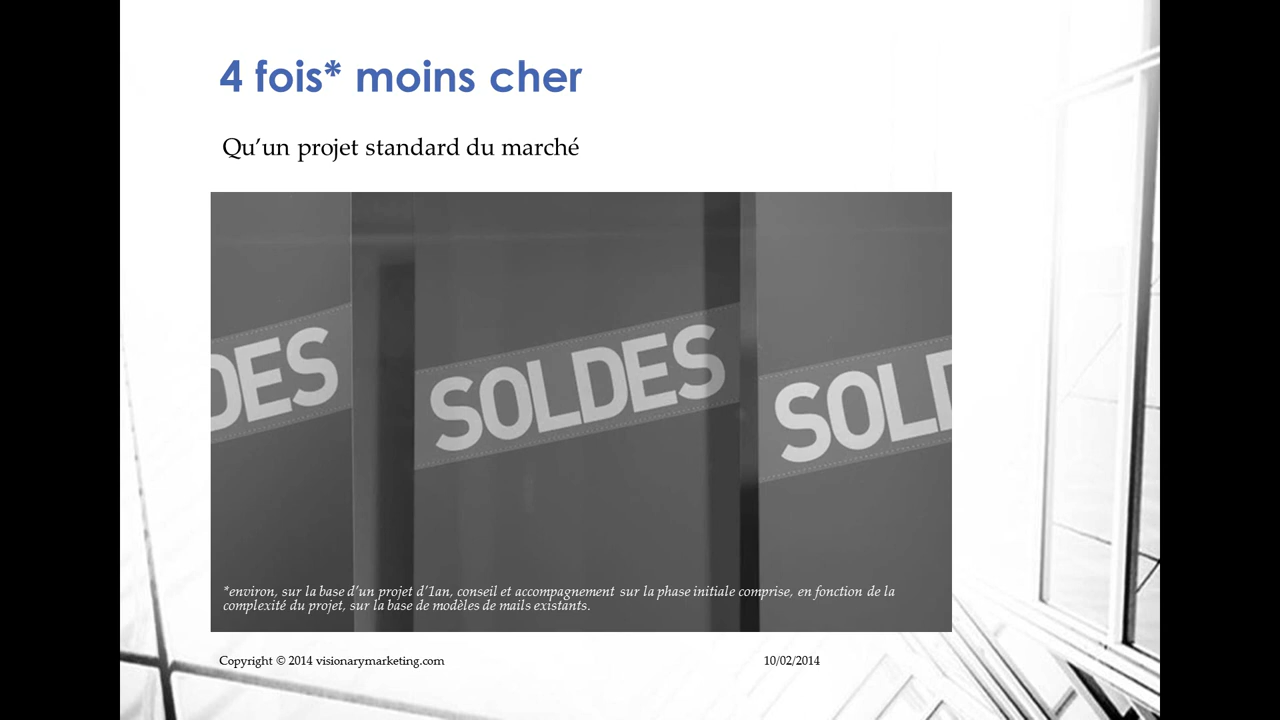 4 fois* moins cher
Qu’un projet standard du marché
DES
SOLDES
SOLD
*environ, sur la base d’un projet d’1an, conseil et accompagnement sur la phase initiale comprise, en fonction de la
complexité du projet, sur la base de modèles de mails existants.
Copyright © 2014 visionarymarketing.com 10/02/2014